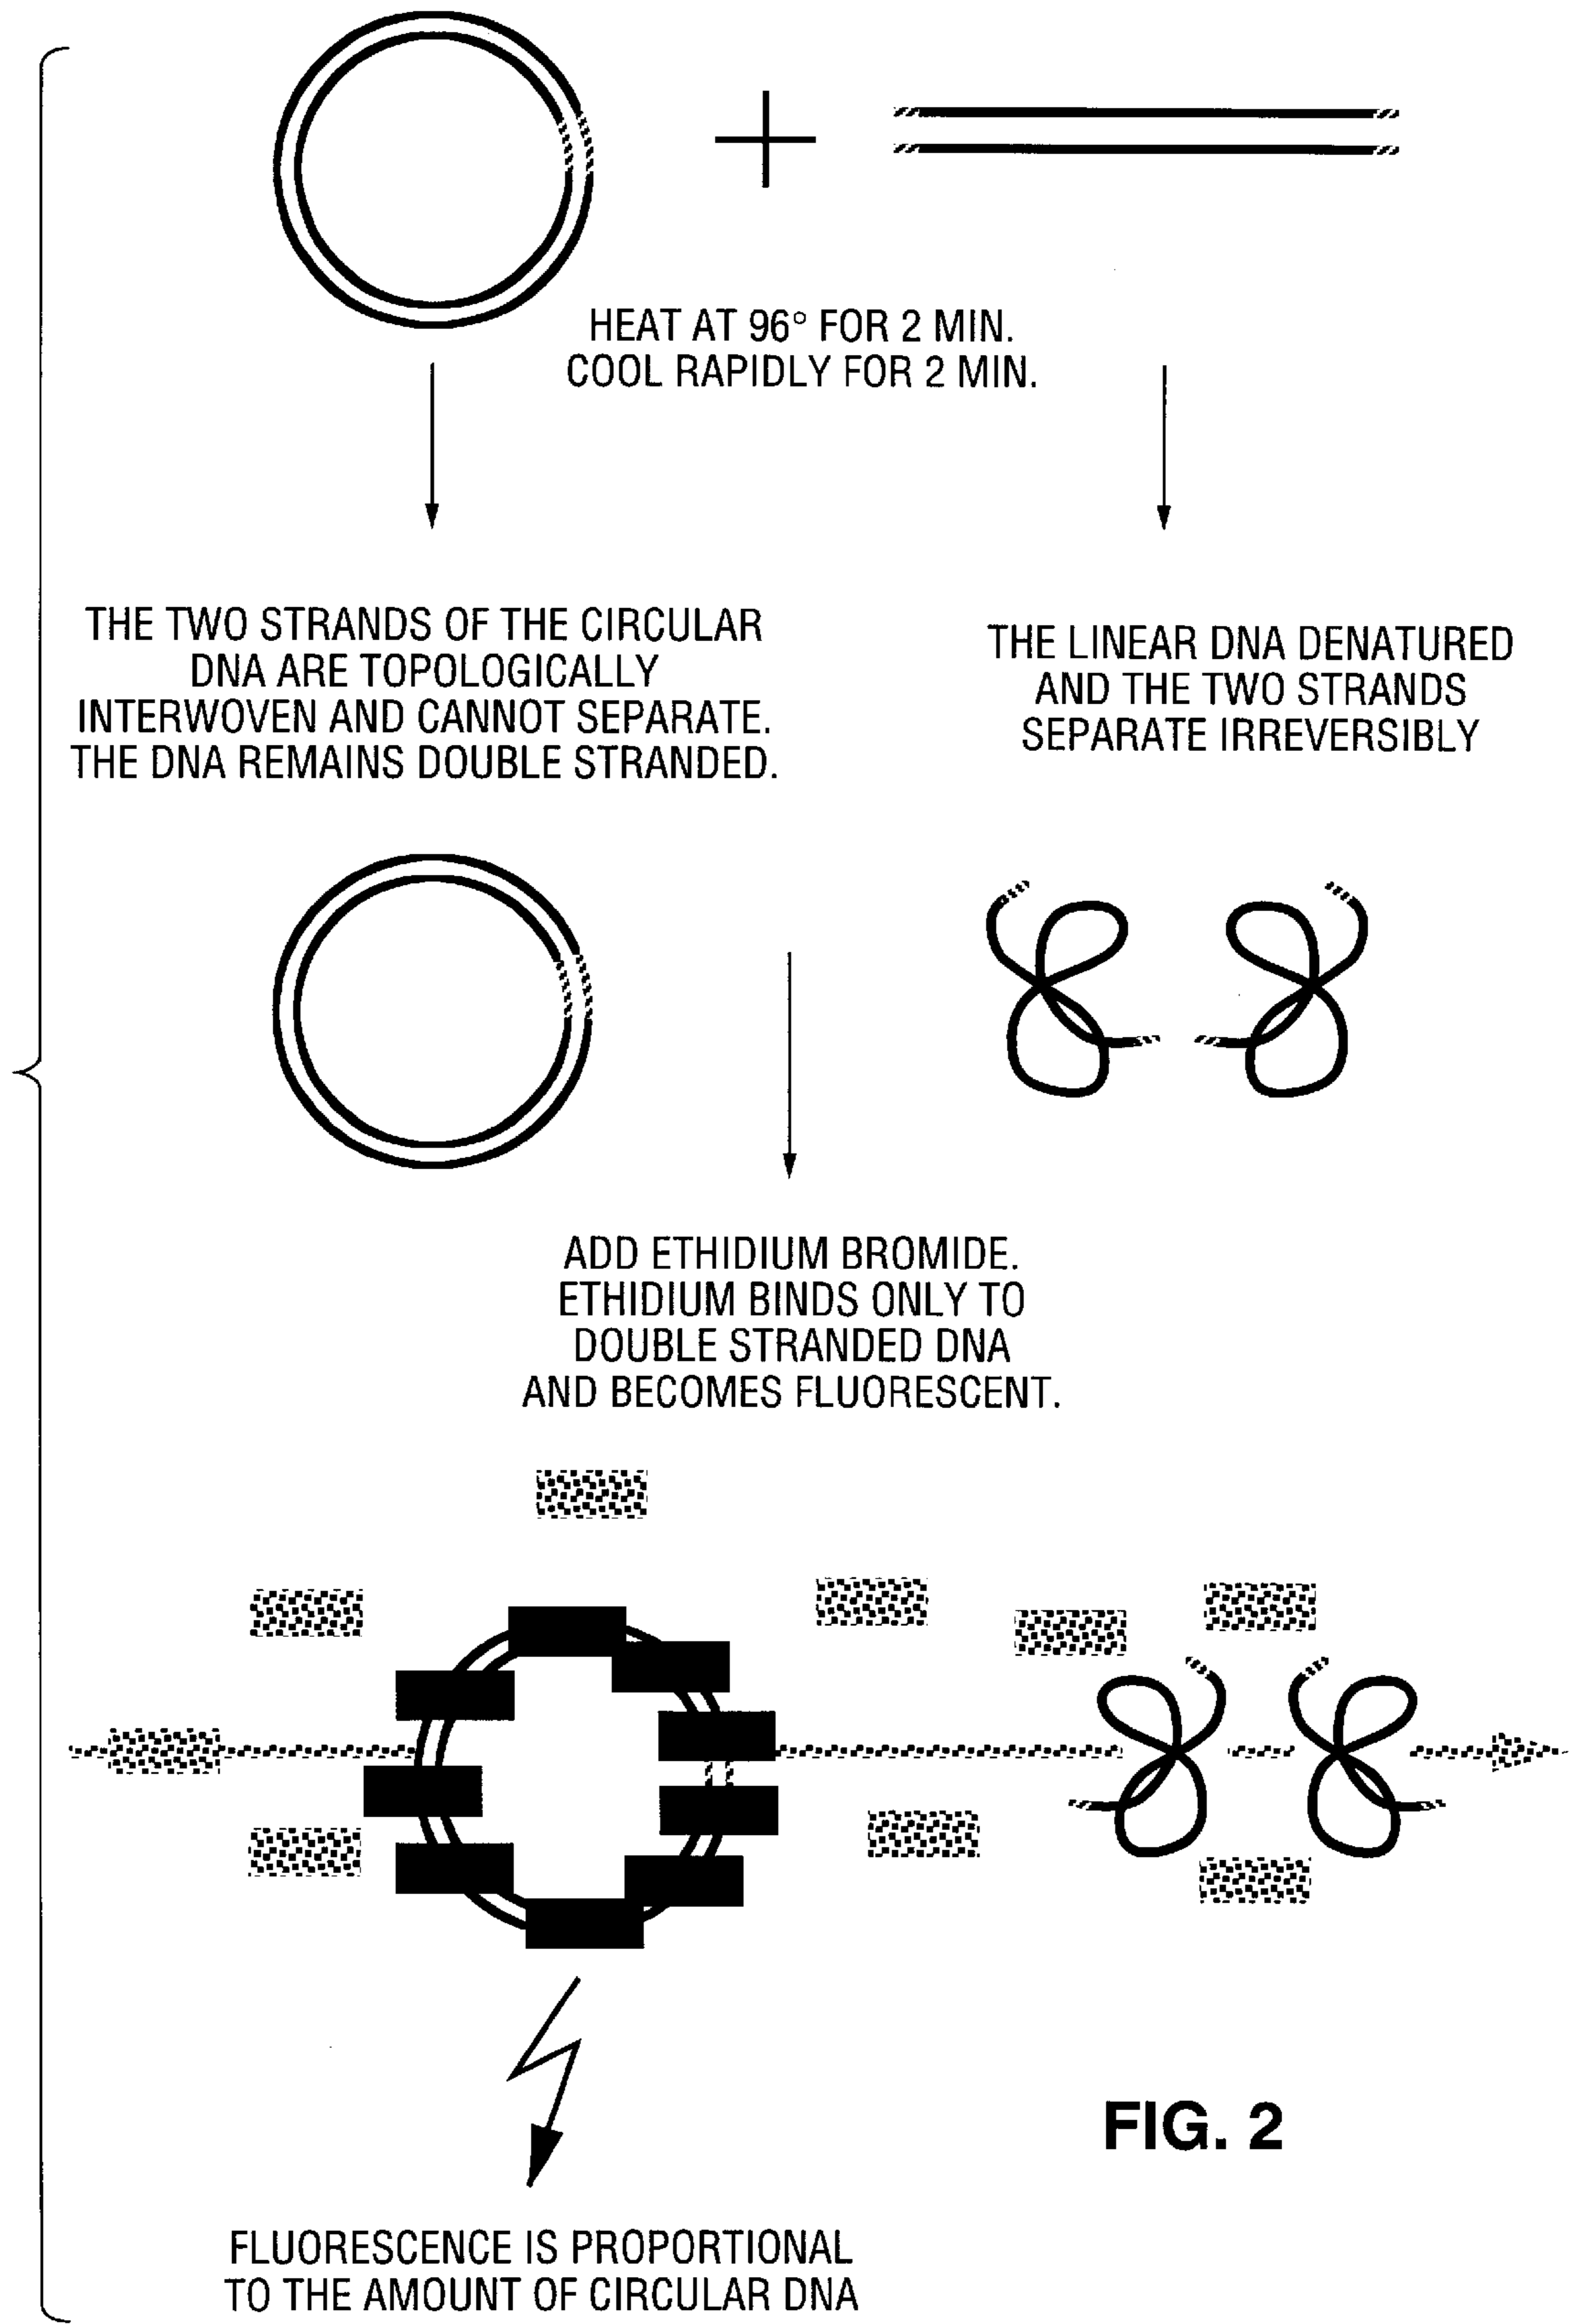 HEAT AT 96° FOR 2 MIN.
COOL RAPIDLY FOR 2 MIN.
THE TWO STRANDS OF THE CIRCULAR
DNA ARE TOPOLOGICALLY
INTERWOVEN AND CANNOT SEPARATE.
THE DNA REMAINS DOUBLE STRANDED.
THE LINEAR DNA DENATURED
AND THE TWO STRANDS
SEPARATE IRREVERSIBLY
ADD ETHIDIUM BROMIDE.
ETHIDIUM BINDS ONLY TO
DOUBLE STRANDED DNA
AND BECOMES FLUORESCENT.
FIG. 2
FLUORESCENCE IS PROPORTIONAL
TO THE AMOUNT OF CIRCULAR DNA